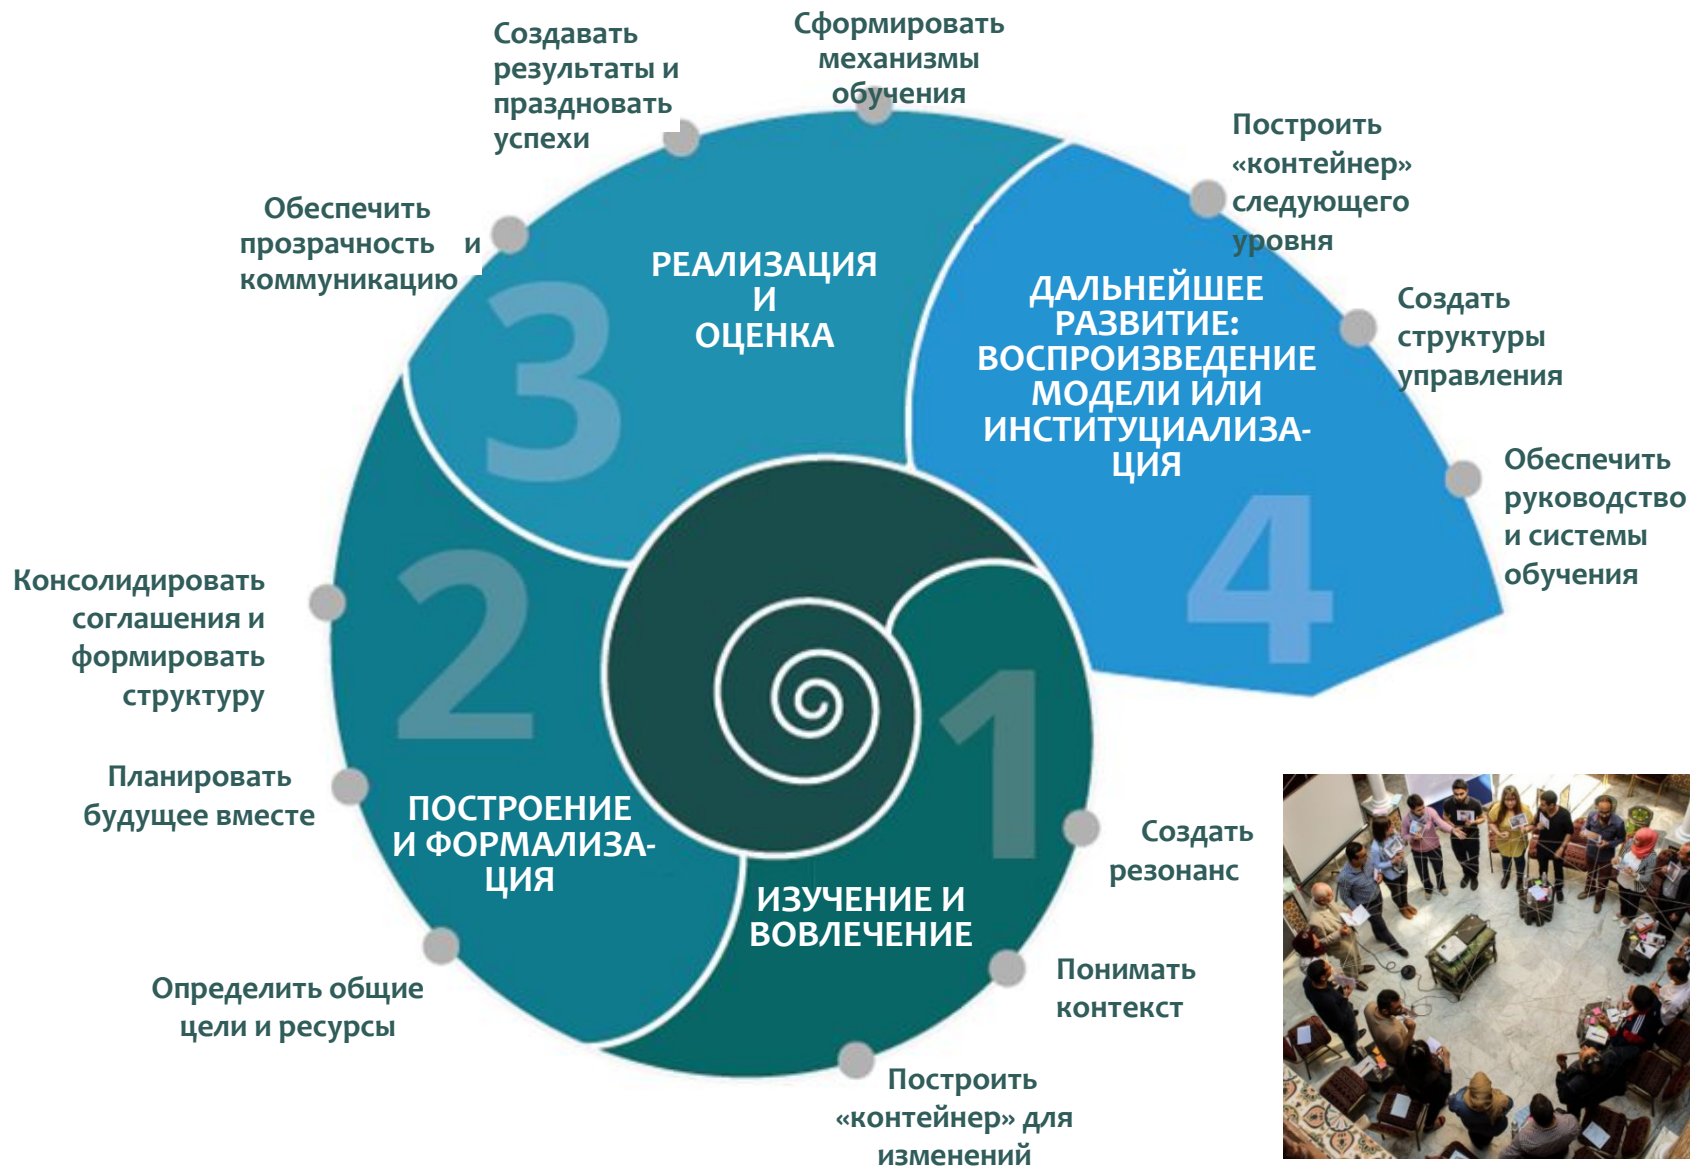 Создавать
результаты и
праздновать
успехи
Сформировать
механизмы
обучения
Построить
«контейнер»
следующего
уровня
Обеспечить
прозрачность и
коммуникацию
РЕАЛИЗАЦИЯ
И
ОЦЕНКА
3
ДАЛЬНЕЙШЕЕ
РАЗВИТИЕ:
ВОСПРОИЗВЕДЕНИЕ
МОДЕЛИ ИЛИ
ИНСТИТУЦИАЛИЗА-
ЦИЯ
4
Создать
структуры
управления
Обеспечить
руководство
и системы
обучения
Консолидировать
соглашения и
формировать
структуру
2
Планировать
будущее вместе
ПОСТРОЕНИЕ
И ФОРМАЛИЗА-
ЦИЯ
Определить общие
цели и ресурсы
1
ИЗУЧЕНИЕ И
ВОВЛЕЧЕНИЕ
Создать
резонанс
Понимать
контекст
Построить
«контейнер» для
изменений